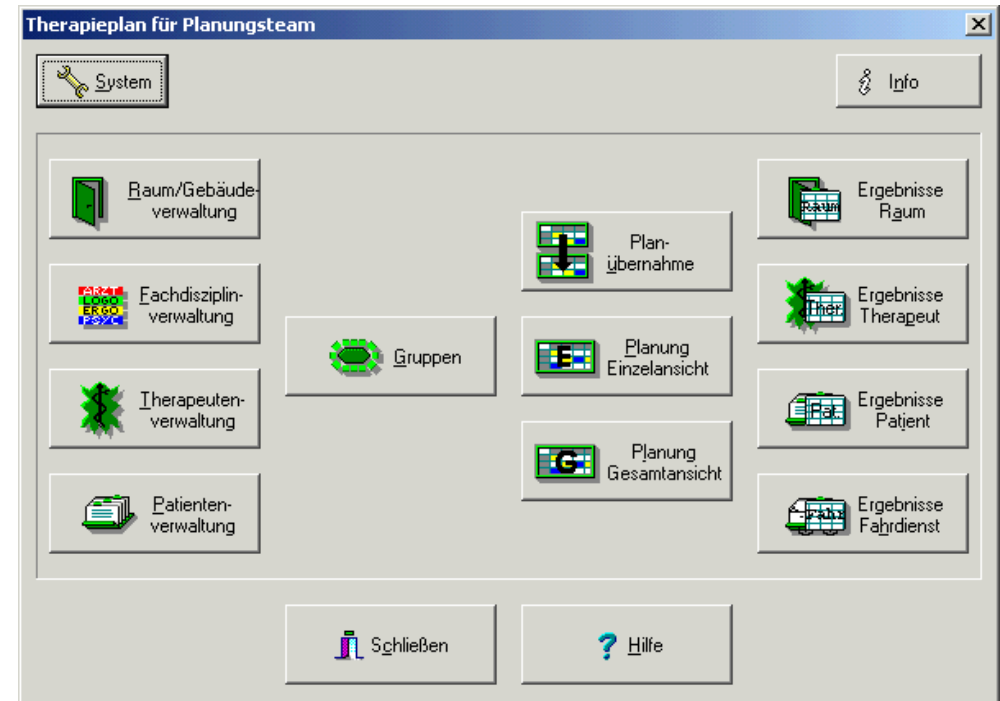 Therapieplan für Planungsteam
System
Info
Raum/Gebäude-
verwaltung
Fachdisziplin-
verwaltung
Therapeuten-
verwaltung
Patienten-
verwaltung
ARZT
LOGO
ERGO
PSYC
Gruppen
Plan-
übernahme
E
Planung
Einzelansicht
G
Planung
Gesamtansicht
Raum
Ergebnisse
Raum
Ther.
Ergebnisse
Therapeut
Pat.
Ergebnisse
Patient
Fahr
Ergebnisse
Fahrdienst
Schließen
? Hilfe